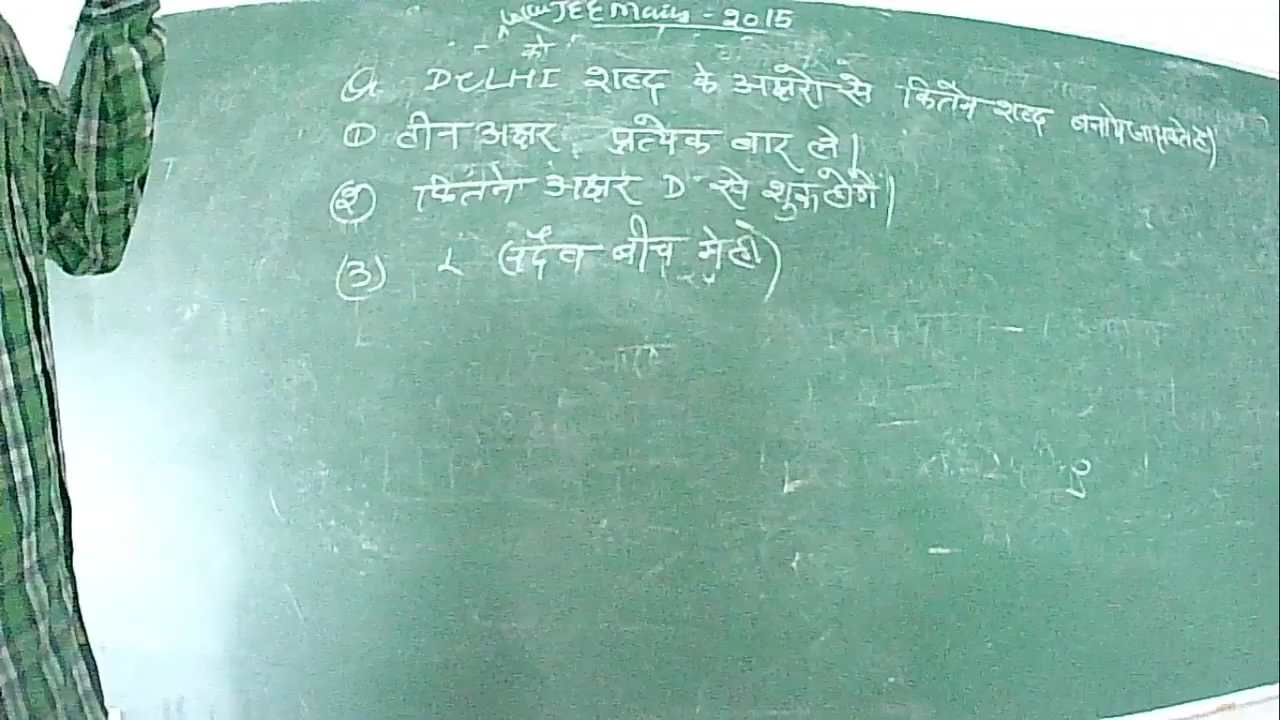 JEE Mains - 2015
को
Q DELHI शब्द के अक्षरो से कितने शब्द बनाये जा सकते है।
① तीन अक्षर प्रत्येक बार ले।
② कितने अक्षर D से शुरू होगें।
(3) L (सदैव बीच मे हो)